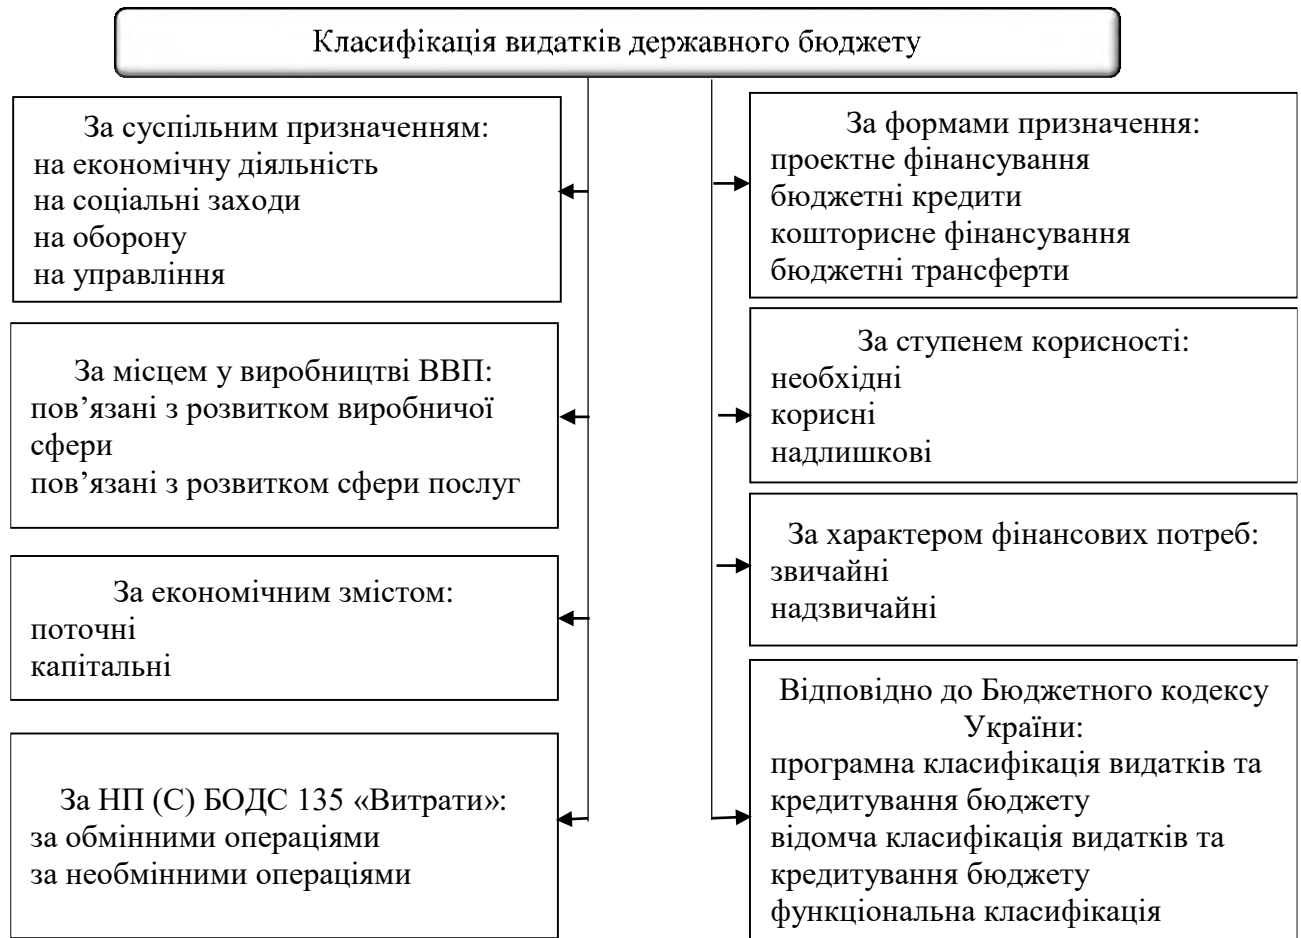 Класифікація видатків державного бюджету
За суспільним призначенням:
на економічну діяльність
на соціальні заходи
на оборону
на управління
За місцем у виробництві ВВП:
пов’язані з розвитком виробничої
сфери
пов’язані з розвитком сфери послуг
За економічним змістом:
поточні
капітальні
За НП (С) БОДС 135 «Витрати»:
за обмінними операціями
за необмінними операціями
За формами призначення:
проектне фінансування
бюджетні кредити
кошторисне фінансування
бюджетні трансферти
За ступенем корисності:
необхідні
корисні
надлишкові
За характером фінансових потреб:
звичайні
надзвичайні
Відповідно до Бюджетного кодексу
України:
програмна класифікація видатків та
кредитування бюджету
відомча класифікація видатків та
кредитування бюджету
функціональна класифікація